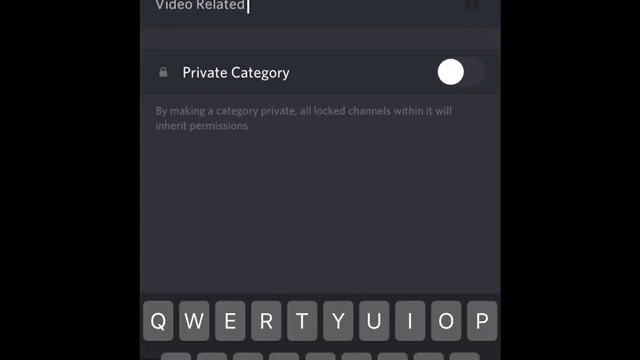 Video Related
Private Category
By making a category private, all locked channels within it will
inherit permissions
Q W E R T Y U I O P